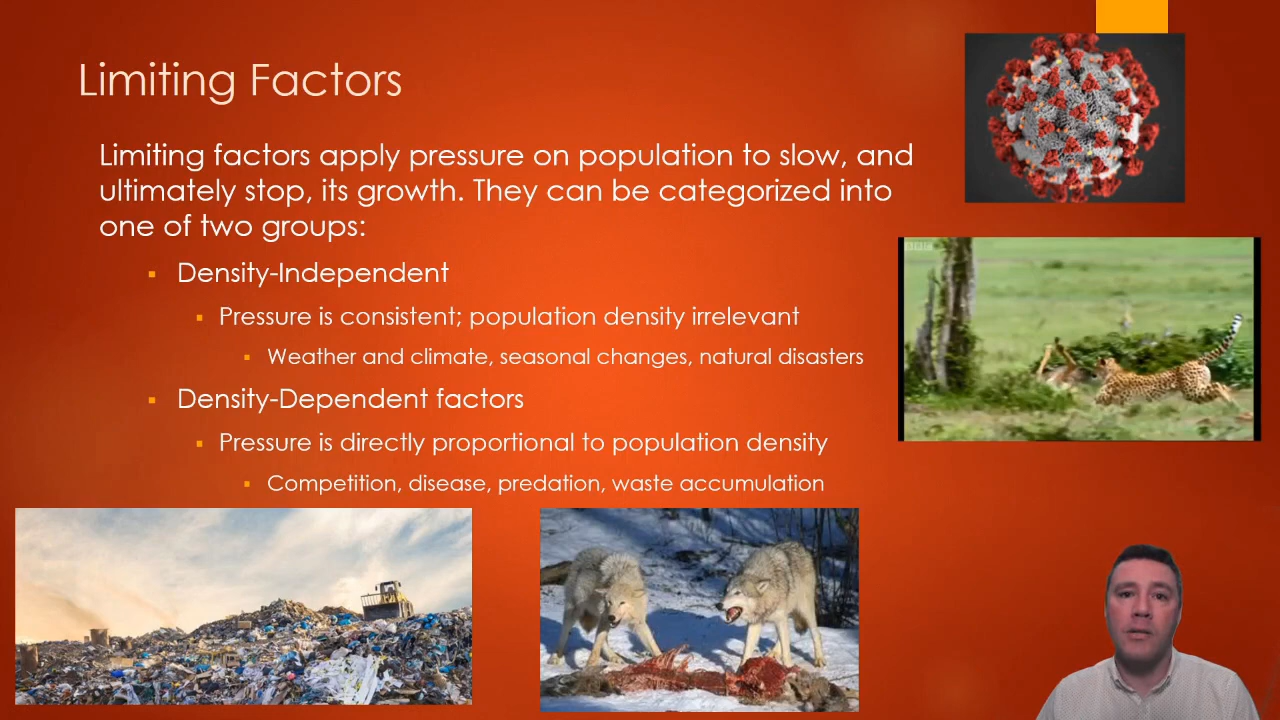 Limiting Factors
Limiting factors apply pressure on population to slow, and
ultimately stop, its growth. They can be categorized into
one of two groups:
Density-Independent
Pressure is consistent; population density irrelevant
Weather and climate, seasonal changes, natural disasters
Density-Dependent factors
Pressure is directly proportional to population density
Competition, disease, predation, waste accumulation
BBC